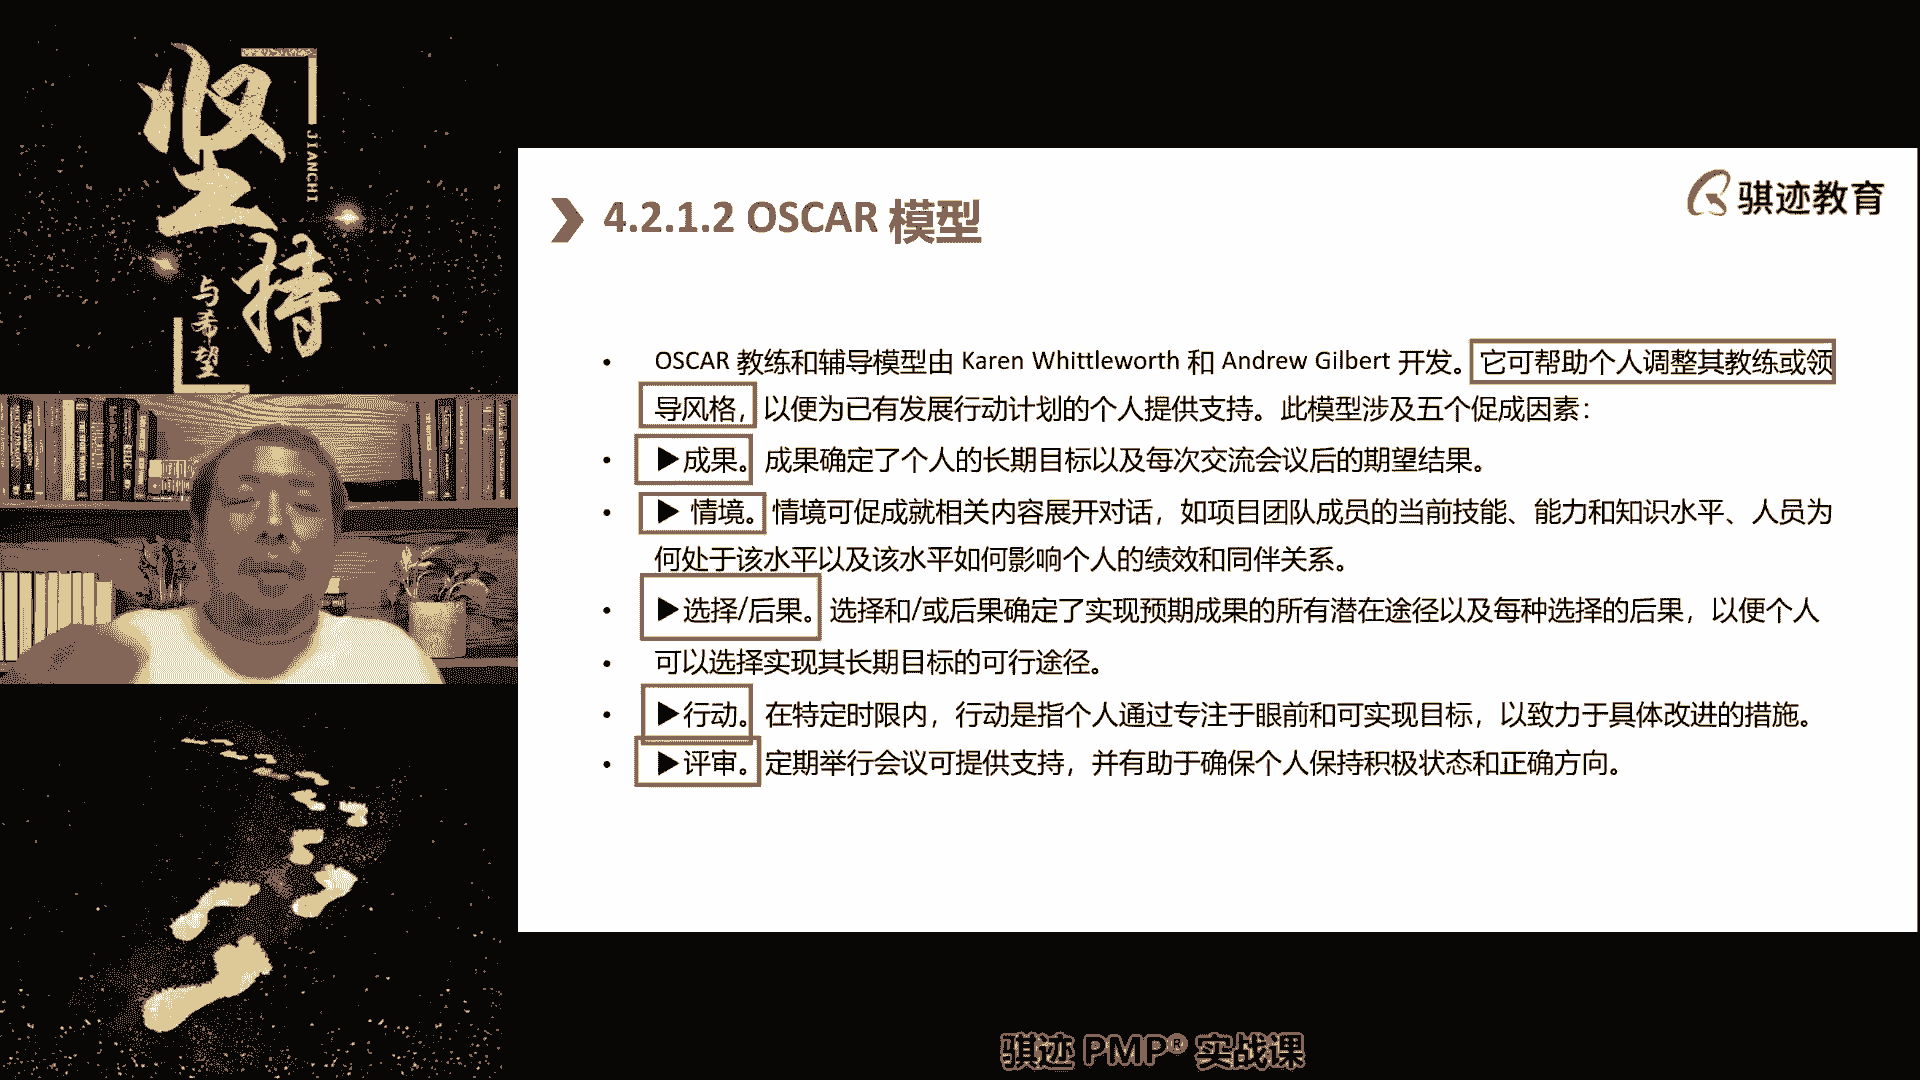 坚持
JIANCHI
与希望
骐迹教育
4.2.1.2 OSCAR 模型
• OSCAR 教练和辅导模型由 Karen Whittleworth 和 Andrew Gilbert 开发。它可帮助个人调整其教练或领
导风格，以便为已有发展行动计划的个人提供支持。此模型涉及五个促成因素：
• ▶成果。成果确定了个人的长期目标以及每次交流会议后的期望结果。
• ▶ 情境。情境可促成就相关内容展开对话，如项目团队成员的当前技能、能力和知识水平、人员为
何处于该水平以及该水平如何影响个人的绩效和同伴关系。
• ▶选择/后果。选择和/或后果确定了实现预期成果的所有潜在途径以及每种选择的后果，以便个人
• 可以选择实现其长期目标的可行途径。
• ▶行动。在特定时限内，行动是指个人通过专注于眼前和可实现目标，以致力于具体改进的措施。
• ▶评审。定期举行会议可提供支持，并有助于确保个人保持积极状态和正确方向。
骐迹 PMP® 实战课